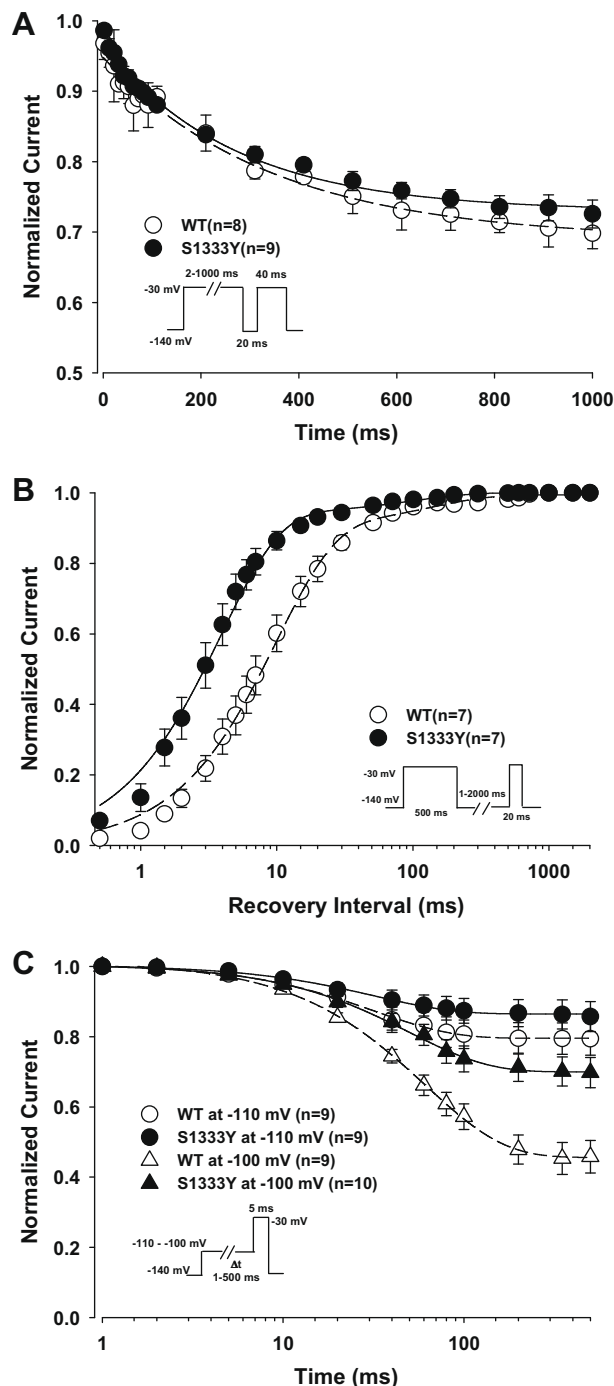 A
Normalized Current
1.0
0.9
0.8
0.7
0.6
0.5
WT(n=8)
S1333Y(n=9)
2-1000 ms
40 ms
-30 mV
-140 mV
20 ms
0
200
400
600
800
1000
Time (ms)
B
Normalized Current
1.0
0.8
0.6
0.4
0.2
0.0
WT(n=7)
S1333Y(n=7)
-30 mV
1-2000 ms
-140 mV
500 ms
20 ms
1
10
100
1000
Recovery Interval (ms)
C
Normalized Current
1.0
0.8
0.6
0.4
0.2
0.0
WT at -110 mV (n=9)
S1333Y at -110 mV (n=9)
WT at -100 mV (n=9)
S1333Y at -100 mV (n=10)
5 ms
-30 mV
-110 - -100 mV
Δt
-140 mV
1-500 ms
1
10
100
Time (ms)